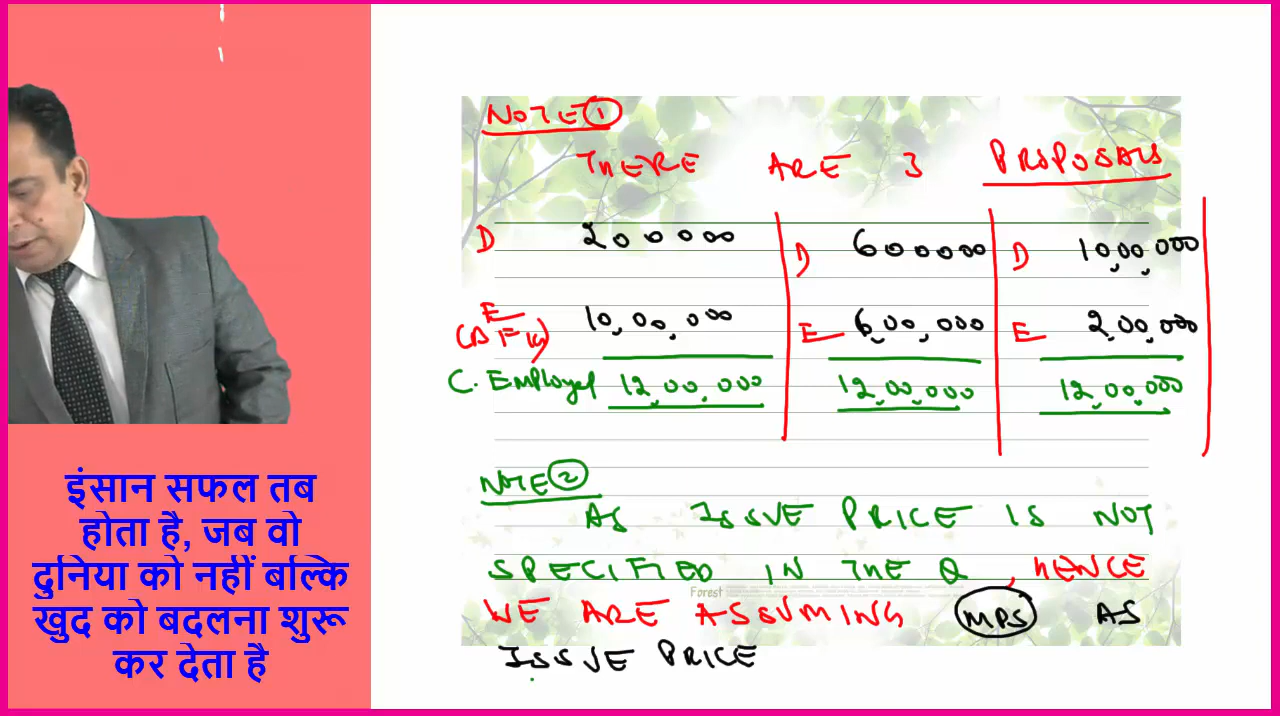 NOTE 1
THERE ARE 3 PROPOSALS
D 200000 D 600000 D 10,00,000
E 10,00,000 E 6,00,000 E 2,00,000
(BFIG)
C. Employed 12,00,000 12,00,000 12,00,000
NOTE 2
AS ISSUE PRICE IS NOT
SPECIFIED IN THE Q, HENCE
Forest
WE ARE ASSUMING MPS AS
ISSUE PRICE
इंसान सफल तब
होता है, जब वो
दुनिया को नहीं बल्कि
खुद को बदलना शुरू
कर देता है